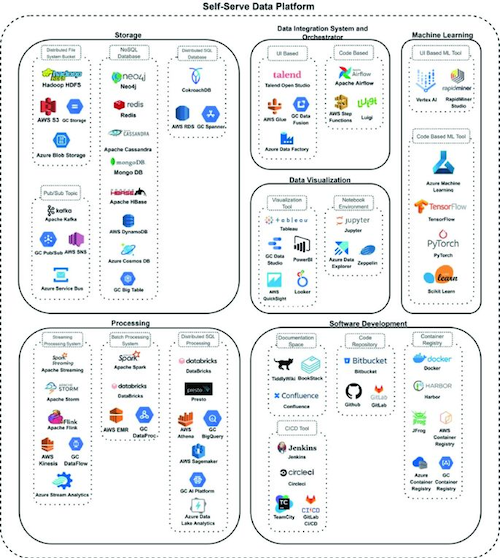 Self-Serve Data Platform
Storage
Distributed File
System Bucket
hadoop
Hadoop HDFS
AWS S3
GC Storage
Azure Blob Storage
Pub/Sub Topic
kafka
Apache Kafka
GC Pub/Sub
AWS SNS
Azure Service Bus
NoSQL
Database
neo4j
Neo4j
redis
Redis
CASSANDRA
Apache Cassandra
mongoDB
Mongo DB
HBASE
Apache HBase
AWS DynamoDB
Azure Cosmos DB
GC Big Table
Distributed SQL
Database
CokroachDB
AWS RDS
GC Spanner
Data Integration System and
Orchestrator
UI Based
talend
Talend Open Studio
AWS Glue
GC Data
Fusion
Azure Data Factory
Code Based
Apache
Airflow
Apache Airflow
AWS Step
Functions
Luigi
Luigi
Data Visualization
Visualization
Tool
tableau
Tableau
GC Data
Studio
PowerBI
AWS
QuickSight
Looker
Notebook
Environment
jupyter
Jupyter
Azure Data
Explorer
Zeppelin
Machine Learning
UI Based ML Tool
Vertex AI
rapidminer
RapidMiner
Studio
Code Based ML Tool
Azure Machine
Learning
TensorFlow
TensorFlow
PyTorch
PyTorch
learn
Scikit Learn
Processing
Streaming
Processing System
Spark
Streaming
Apache Streaming
APACHE
STORM
Apache Storm
Flink
Apache Flink
AWS
Kinesis
GC
DataFlow
Azure Stream Analytics
Batch Processing
System
Spark
Apache Spark
databricks
DataBricks
AWS EMR
GC
DataProc
Distributed SQL
Processing
databricks
DataBricks
presto
Presto
AWS
Athena
GC
BigQuery
AWS Sagemaker
GC AI Platform
Azure Data
Lake Analytics
Software Development
Documentation
Space
TiddlyWiki
BookStack
Confluence
Confluence
CI/CD Tool
Jenkins
Jenkins
circleci
Circleci
TC
TeamCity
CI/CD
GitLab
CI/CD
Code
Repository
Bitbucket
Bitbucket
Github
GitLab
GitLab
Container
Registry
docker
Docker
HARBOR
Harbor
JFrog
AWS
Container
Registry
Azure
Container
Registry
GC
Container
Registry